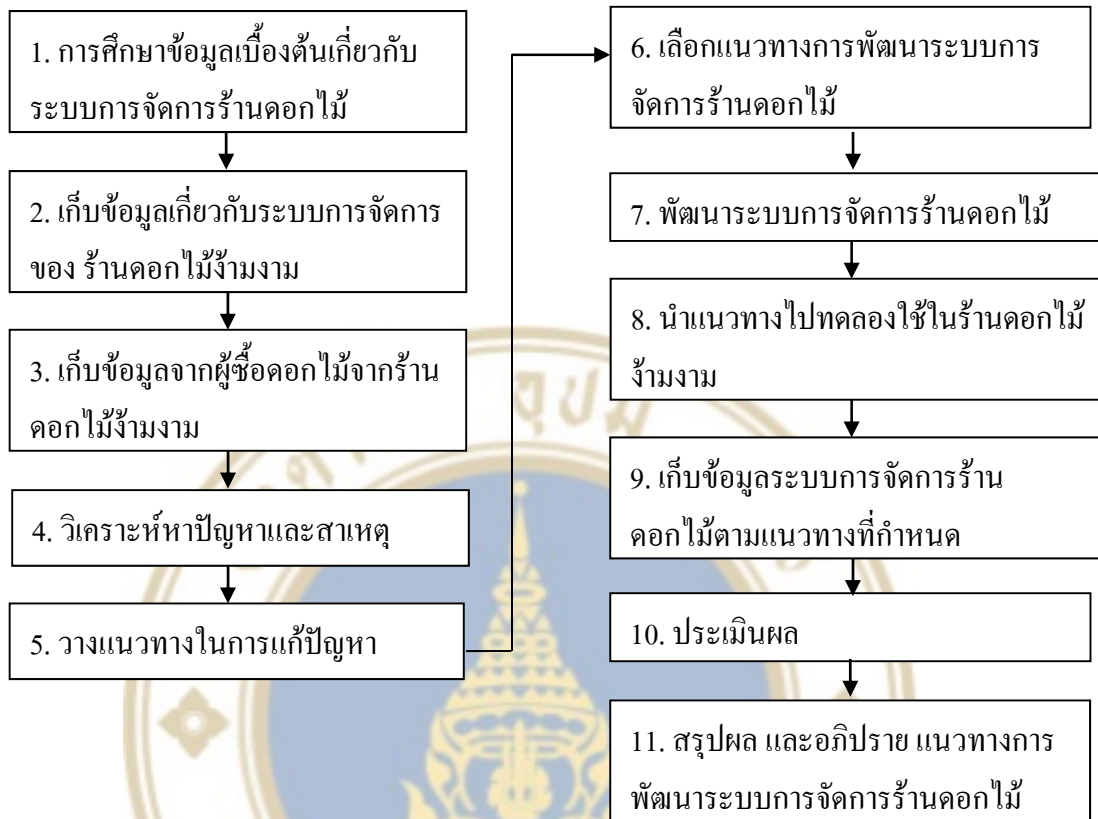 1. การศึกษาข้อมูลเบื้องต้นเกี่ยวกับ
ระบบการจัดการร้านดอกไม้
2. เก็บข้อมูลเกี่ยวกับระบบการจัดการ
ของ ร้านดอกไม้ง้ามงาม
3. เก็บข้อมูลจากผู้ซื้อดอกไม้จากร้าน
ดอกไม้ง้ามงาม
4. วิเคราะห์หาปัญหาและสาเหตุ
5. วางแนวทางในการแก้ปัญหา
6. เลือกแนวทางการพัฒนาระบบการ
จัดการร้านดอกไม้
7. พัฒนาระบบการจัดการร้านดอกไม้
8. นำแนวทางไปทดลองใช้ในร้านดอกไม้
ง้ามงาม
9. เก็บข้อมูลระบบการจัดการร้าน
ดอกไม้ตามแนวทางที่กำหนด
10. ประเมินผล
11. สรุปผล และอภิปราย แนวทางการ
พัฒนาระบบการจัดการร้านดอกไม้